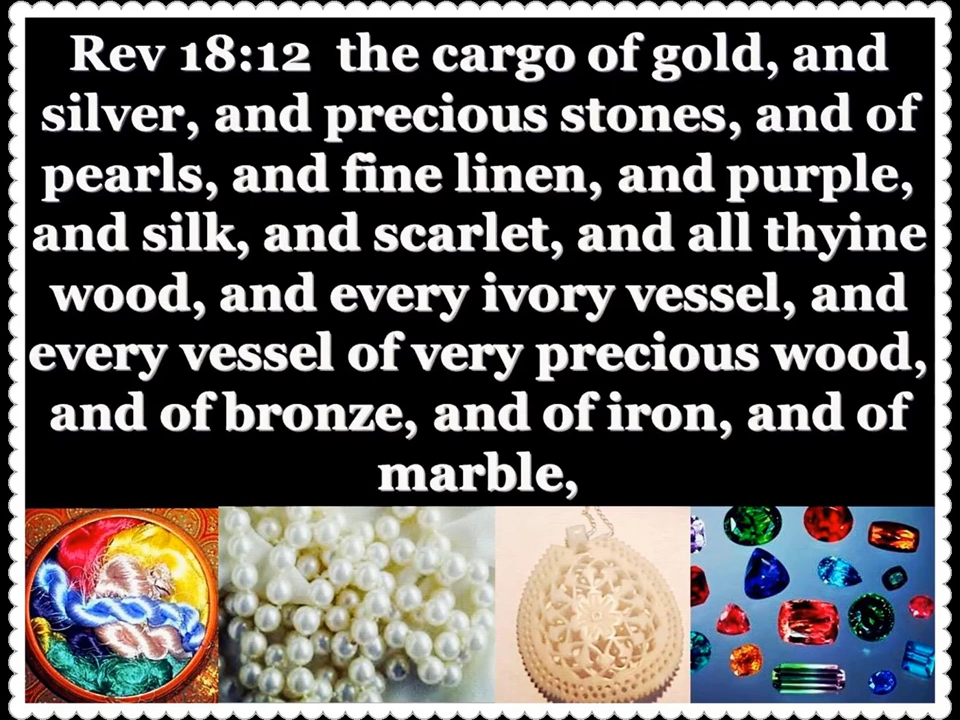 Rev 18:12  the cargo of gold, and
silver, and precious stones, and of
pearls, and fine linen, and purple,
and silk, and scarlet, and all thyine
wood, and every ivory vessel, and
every vessel of very precious wood,
and of bronze, and of iron, and of
marble,